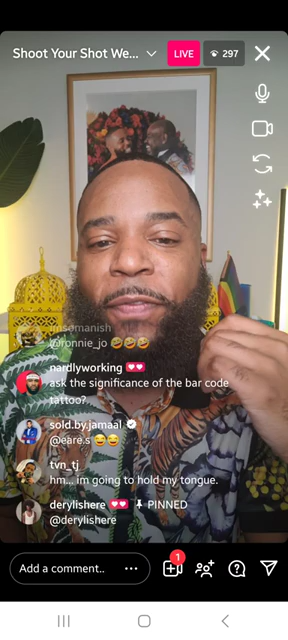 Shoot Your Shot We...
LIVE
297
@ronnie_jo 🤣🤣🤣
nardlyworking
ask the significance of the bar code
tattoo?
sold.by.jamaal
@eare.s 😂😂
tvn_tj
hm... im going to hold my tongue.
derylishere PINNED
@derylishere
1
Add a comment..